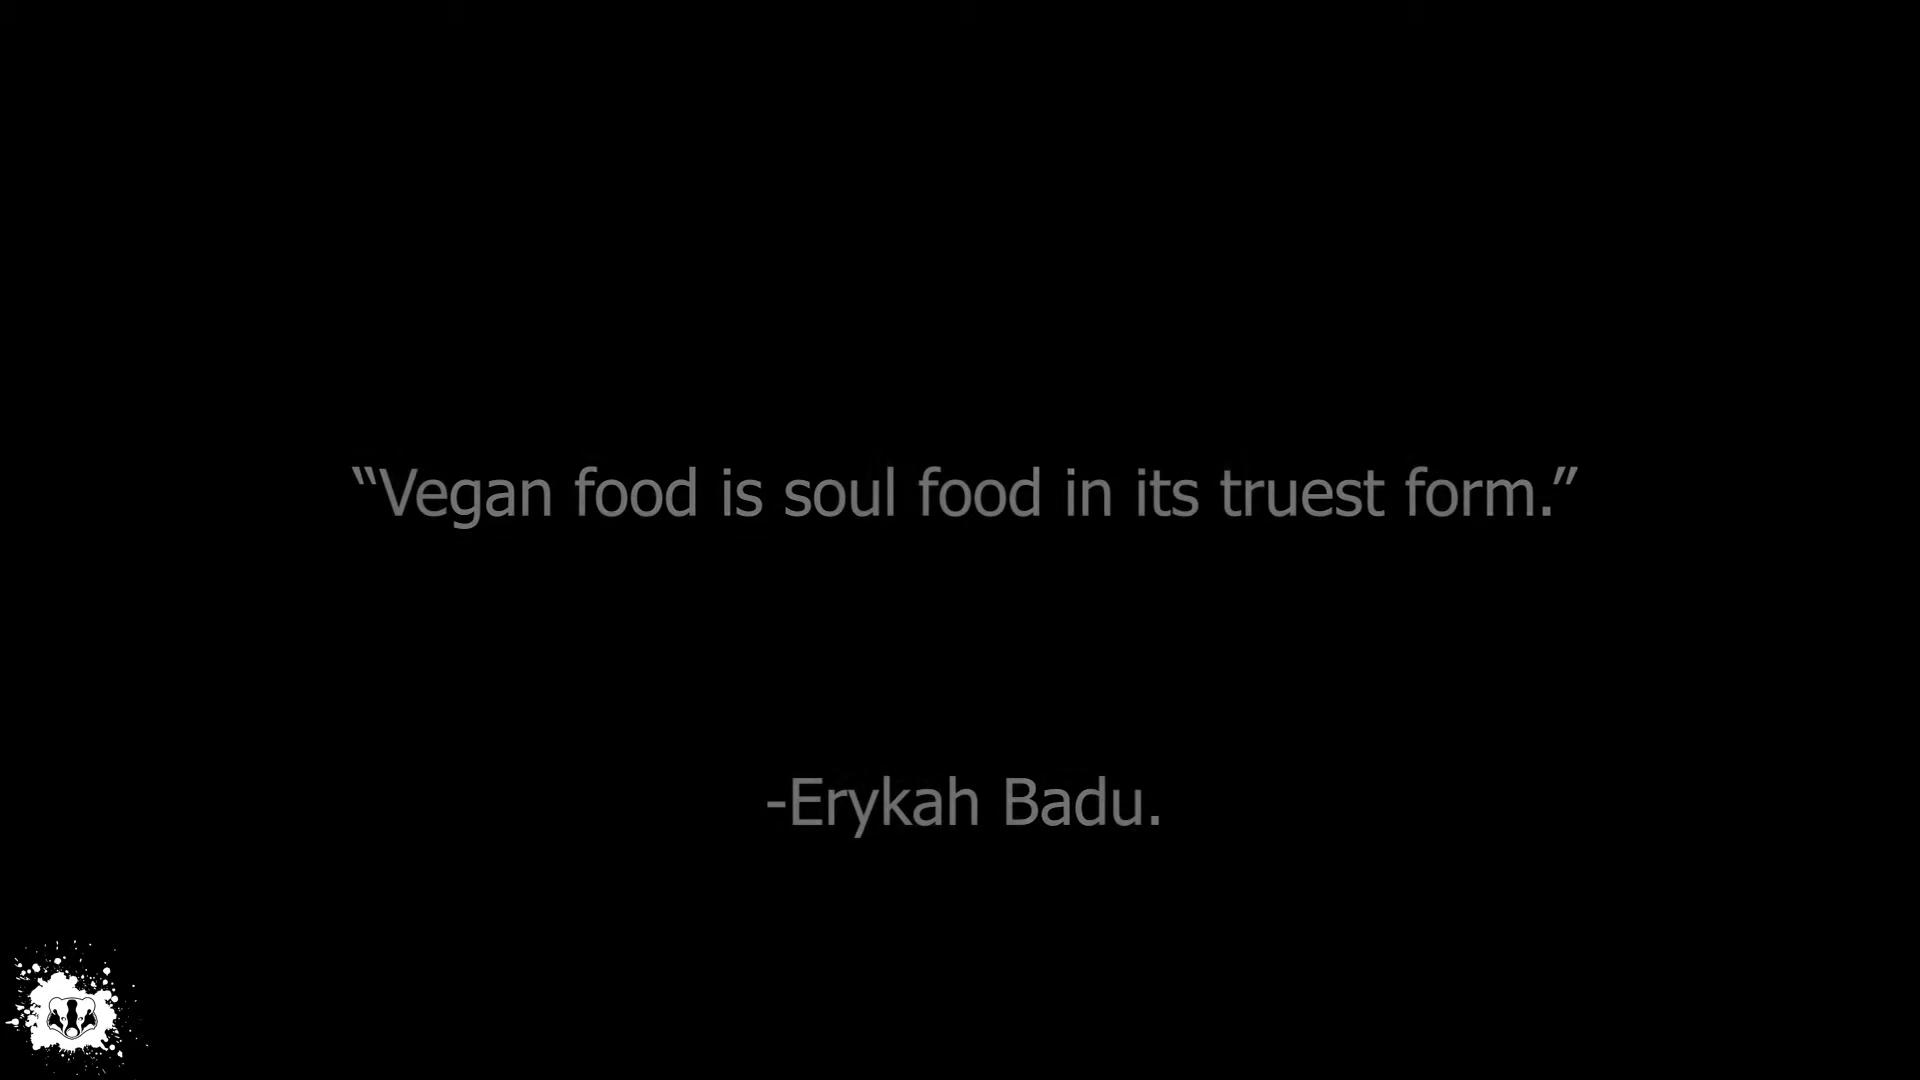 “Vegan food is soul food in its truest form.”
-Erykah Badu.